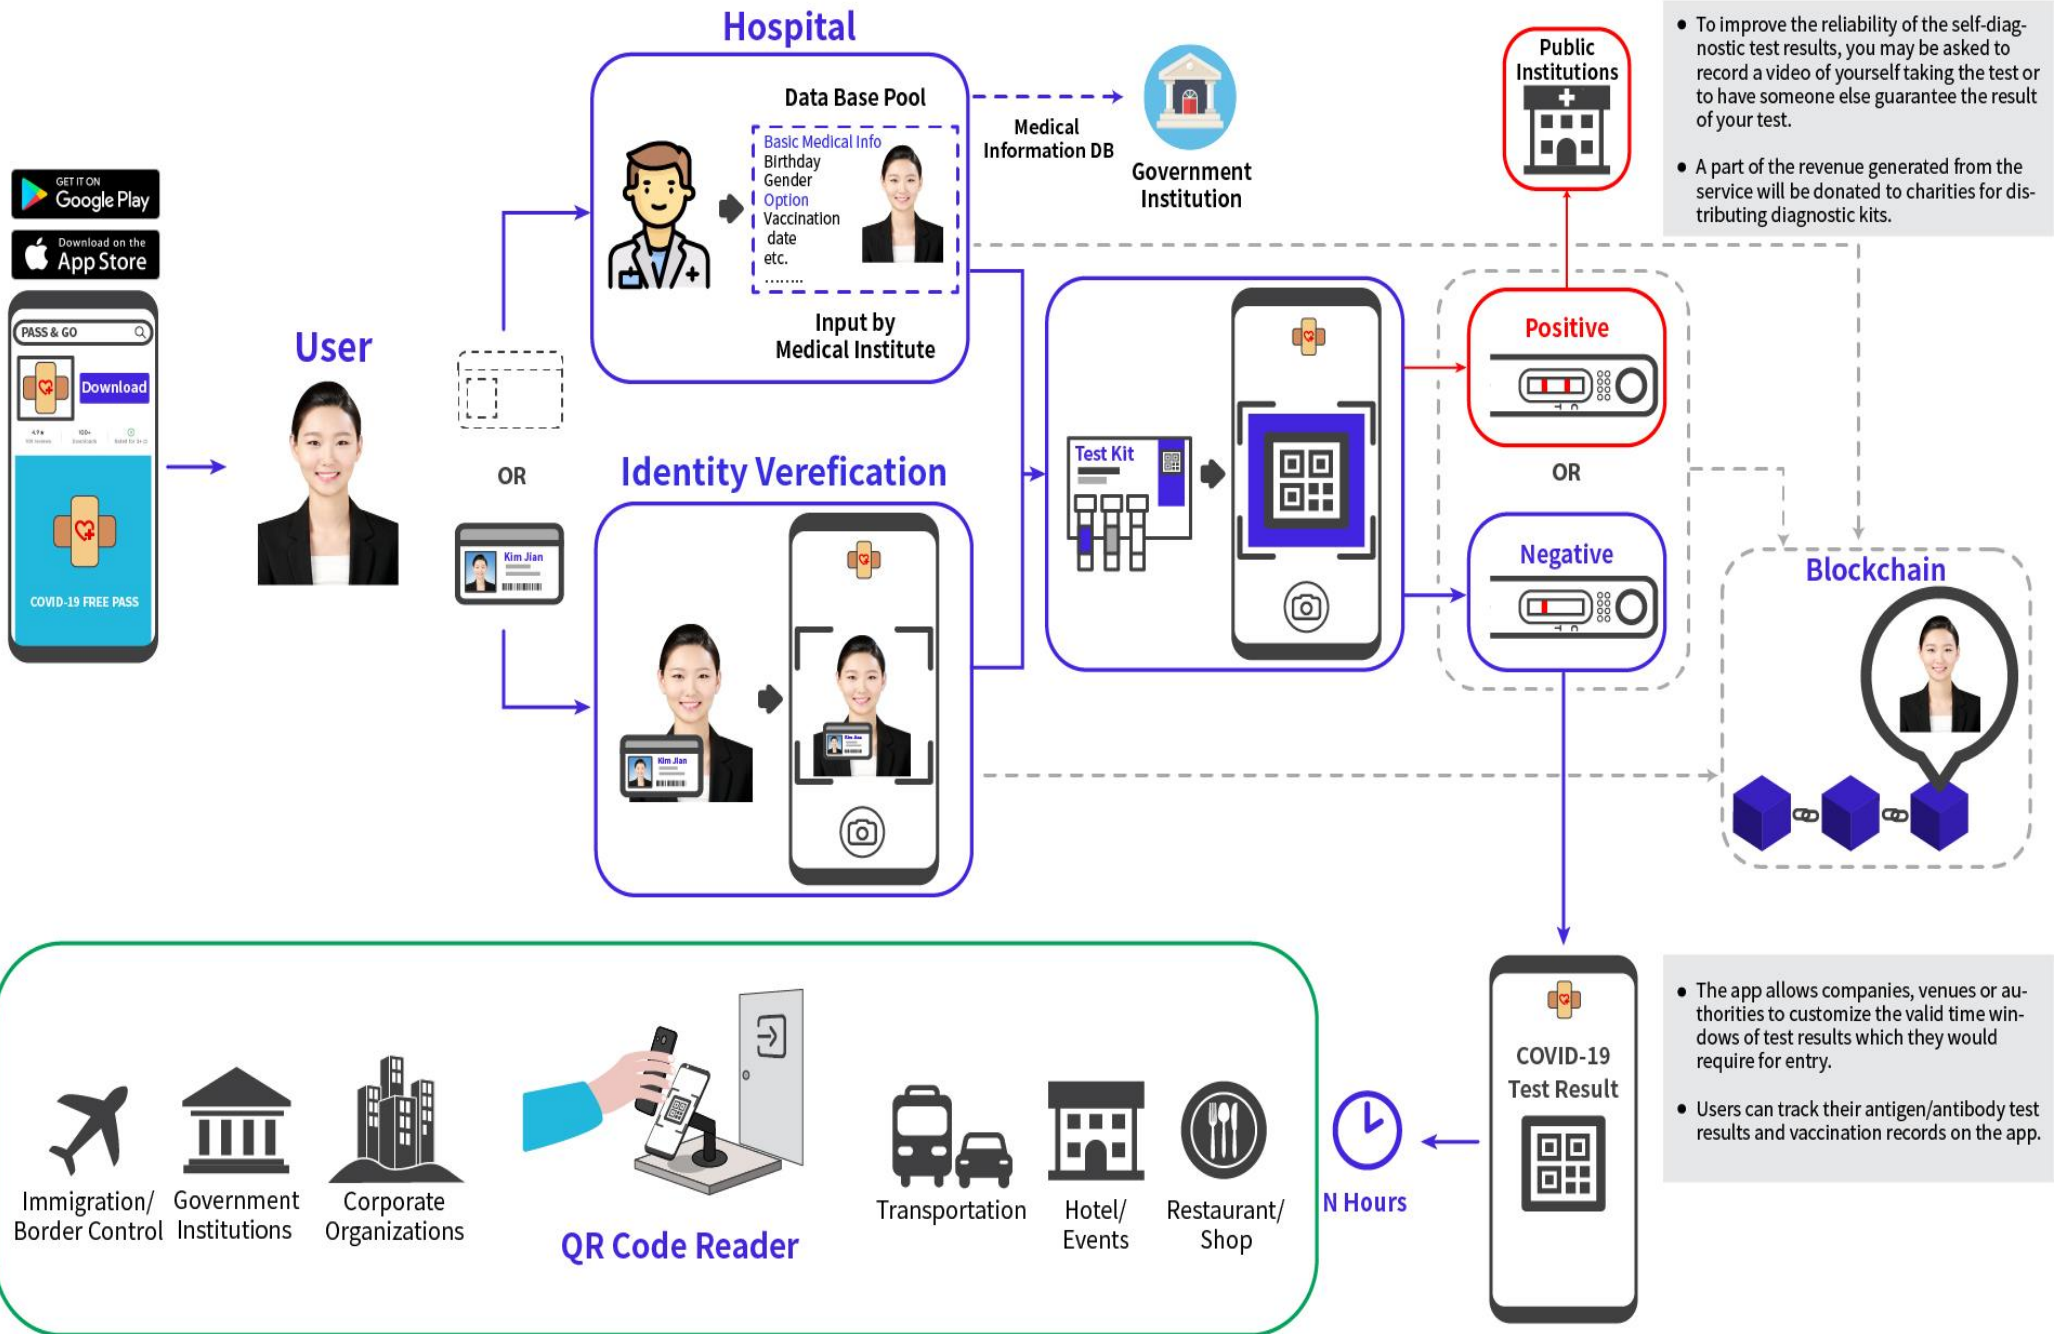 Hospital
Data Base Pool
Basic Medical Info
Birthday
Gender
Option
Vaccination
date
etc.
........
Input by
Medical Institute
Medical
Information DB
Government
Institution
Public
Institutions
● To improve the reliability of the self-diag-
nostic test results, you may be asked to
record a video of yourself taking the test or
to have someone else guarantee the result
of your test.
● A part of the revenue generated from the
service will be donated to charities for dis-
tributing diagnostic kits.
GET IT ON
Google Play
Download on the
App Store
PASS & GO
Download
COVID-19 FREE PASS
User
OR
Kim Jian
Identity Verefication
Kim Jian
Kim Jian
Test Kit
Positive
OR
Negative
Blockchain
COVID-19
Test Result
● The app allows companies, venues or au-
thorities to customize the valid time win-
dows of test results which they would
require for entry.
● Users can track their antigen/antibody test
results and vaccination records on the app.
N Hours
Immigration/
Border Control
Government
Institutions
Corporate
Organizations
QR Code Reader
Transportation
Hotel/
Events
Restaurant/
Shop